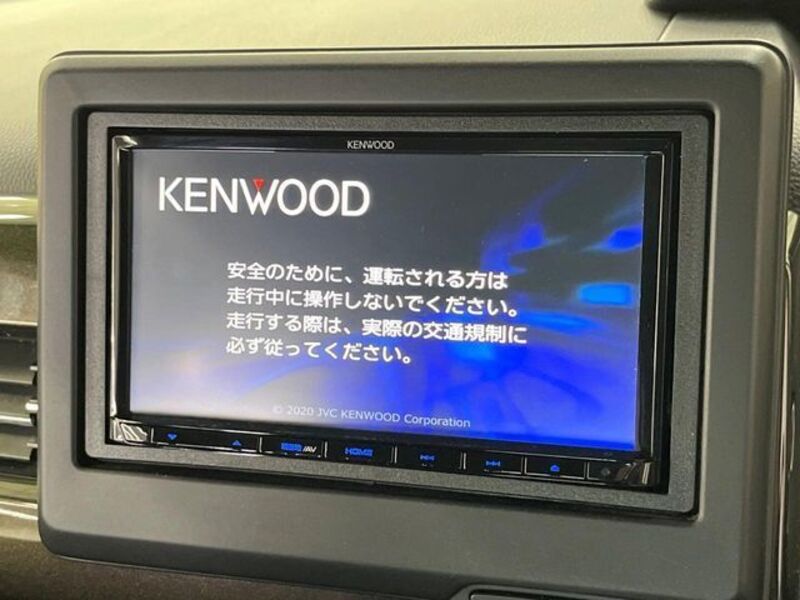 KENWOOD
KENWOOD
安全のために、運転される方は
走行中に操作しないでください。
走行する際は、実際の交通規制に
必ず従ってください。
© 2020 JVC KENWOOD Corporation
/AV HOME